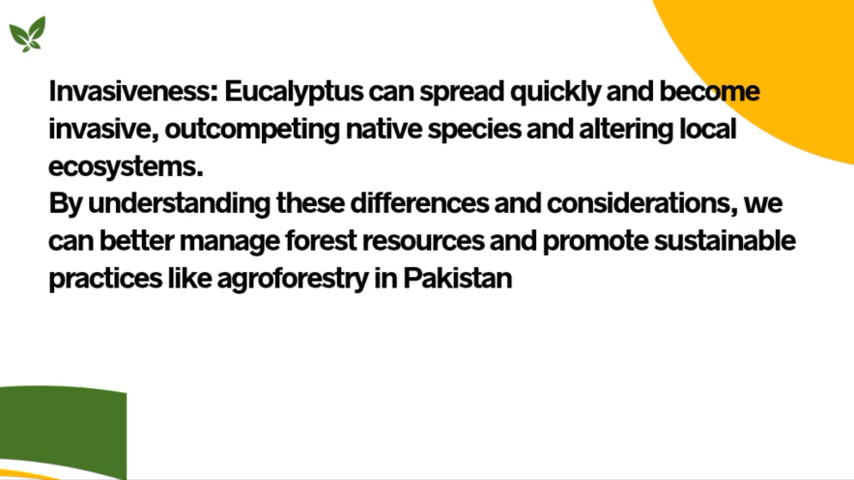 Invasiveness: Eucalyptus can spread quickly and become
invasive, outcompeting native species and altering local
ecosystems.
By understanding these differences and considerations, we
can better manage forest resources and promote sustainable
practices like agroforestry in Pakistan